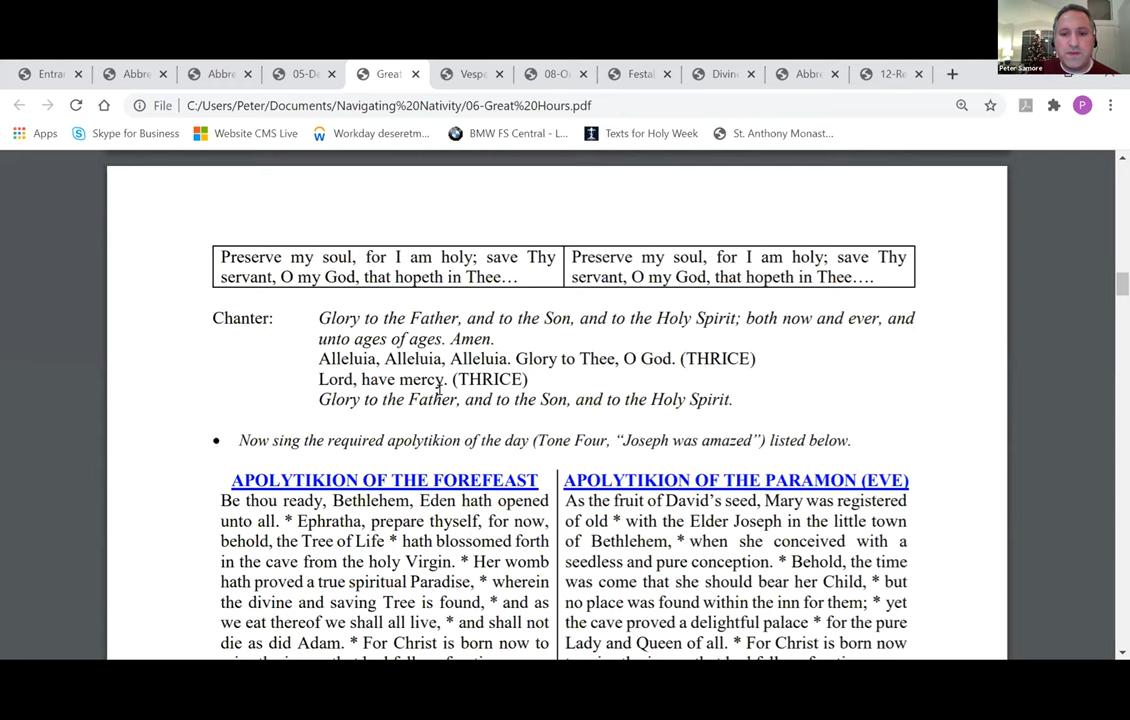 Entra
Abbre
Abbre
05-De
Great
Vesp
08-O
Festal
Divin
Abbre
12-Re
Peter Samore
File
C:/Users/Peter/Documents/Navigating%20Nativity/06-Great%20Hours.pdf
P
Apps
Skype for Business
Website CMS Live
Workday deseretm...
BMW FS Central - L...
Texts for Holy Week
St. Anthony Monast...
Preserve my soul, for I am holy; save Thy
servant, O my God, that hopeth in Thee…
Preserve my soul, for I am holy; save Thy
servant, O my God, that hopeth in Thee….
Chanter:
Glory to the Father, and to the Son, and to the Holy Spirit; both now and ever, and
unto ages of ages. Amen.
Alleluia, Alleluia, Alleluia. Glory to Thee, O God. (THRICE)
Lord, have mercy. (THRICE)
Glory to the Father, and to the Son, and to the Holy Spirit.
• Now sing the required apolytikion of the day (Tone Four, “Joseph was amazed”) listed below.
APOLYTIKION OF THE FOREFEAST
Be thou ready, Bethlehem, Eden hath opened
unto all. * Ephratha, prepare thyself, for now,
behold, the Tree of Life * hath blossomed forth
in the cave from the holy Virgin. * Her womb
hath proved a true spiritual Paradise, * wherein
the divine and saving Tree is found, * and as
we eat thereof we shall all live, * and shall not
die as did Adam. * For Christ is born now to
APOLYTIKION OF THE PARAMON (EVE)
As the fruit of David’s seed, Mary was registered
of old * with the Elder Joseph in the little town
of Bethlehem, * when she conceived with a
seedless and pure conception. * Behold, the time
was come that she should bear her Child, * but
no place was found within the inn for them; * yet
the cave proved a delightful palace * for the pure
Lady and Queen of all. * For Christ is born now